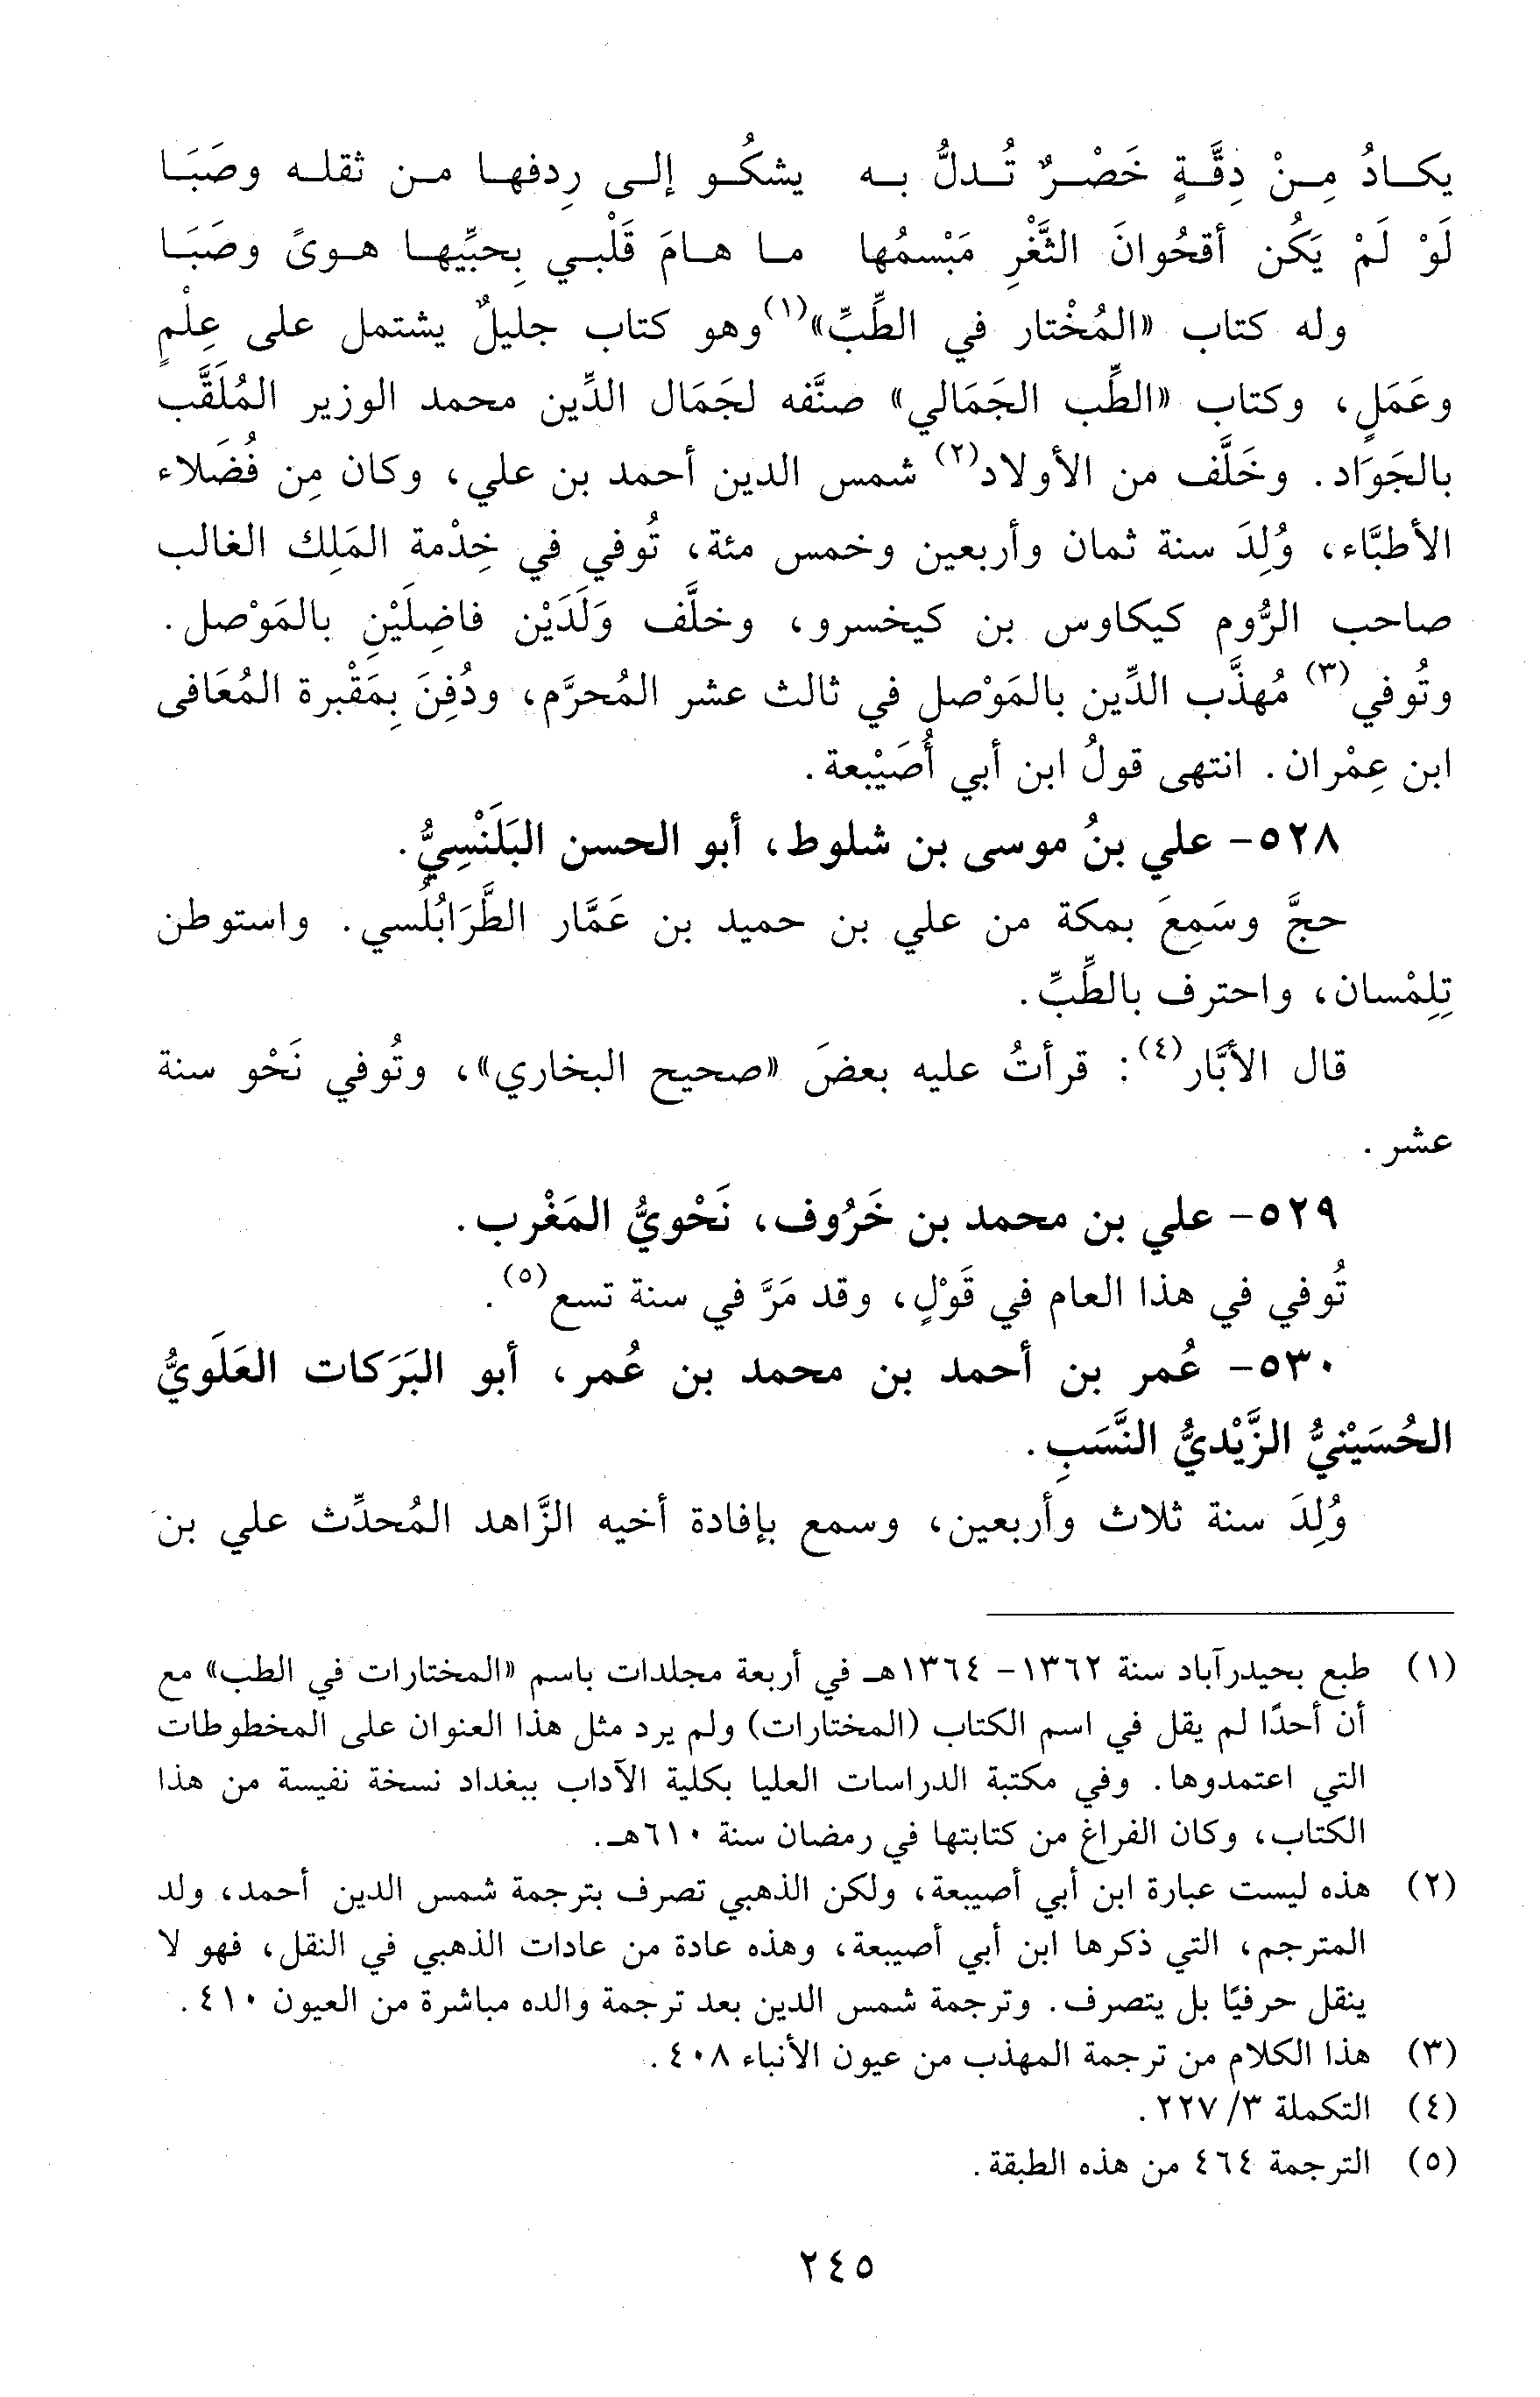 يكادُ مِنْ دِقَّةٍ خَصْرٌ تُدلُّ به يشكُو إلى رِدفها من ثقله وصَبَا
لَوْ لَمْ يَكُن أقحُوانَ الثَّغْرِ مَبْسمُها ما هامَ قَلْبي بِحبِّيها هوىً وصَبَا
وله كتاب «المُخْتار في الطِّبِّ»(١) وهو كتاب جليلٌ يشتمل على عِلْمٍ
وعَمَلٍ، وكتاب «الطِّب الجَمَالي» صنَّفه لجَمَال الدِّين محمد الوزير المُلَقَّب
بالجَوَاد. وخَلَّف من الأولاد(٢) شمس الدين أحمد بن علي، وكان مِن فُضَلاء
الأطبَّاء، وُلِدَ سنة ثمان وأربعين وخمس مئة، تُوفي في خِدْمة المَلِك الغالب
صاحب الرُّوم كيكاوس بن كيخسرو، وخلَّف وَلَدَيْن فاضِلَيْنِ بالمَوْصل.
وتُوفي(٣) مُهذَّب الدِّين بالمَوْصل في ثالث عشر المُحرَّم، ودُفِنَ بِمَقْبرة المُعَافى
ابن عِمْران. انتهى قولُ ابن أبي أُصَيْبعة.
٥٢٨- علي بنُ موسى بن شلوط، أبو الحسن البَلَنْسِيُّ.
حجَّ وسَمِعَ بمكة من علي بن حميد بن عَمَّار الطَّرَابُلُسي. واستوطن
تِلِمْسان، واحترف بالطِّبِّ.
قال الأبَّار(٤): قرأتُ عليه بعضَ «صحيح البخاري»، وتُوفي نَحْو سنة
عشر.
٥٢٩- علي بن محمد بن خَرُوف، نَحْويُّ المَغْرب.
تُوفي في هذا العام في قَوْلٍ، وقد مَرَّ في سنة تسع(٥).
٥٣٠- عُمر بن أحمد بن محمد بن عُمر، أبو البَرَكات العَلَويُّ
الحُسَيْنيُّ الزَّيْديُّ النَّسَبِ.
وُلِدَ سنة ثلاث وأربعين، وسمع بإفادة أخيه الزَّاهد المُحدِّث علي بن
(١) طبع بحيدرآباد سنة ١٣٦٢- ١٣٦٤هـ في أربعة مجلدات باسم «المختارات في الطب» مع
أن أحدًا لم يقل في اسم الكتاب (المختارات) ولم يرد مثل هذا العنوان على المخطوطات
التي اعتمدوها. وفي مكتبة الدراسات العليا بكلية الآداب ببغداد نسخة نفيسة من هذا
الكتاب، وكان الفراغ من كتابتها في رمضان سنة ٦١٠هـ.
(٢) هذه ليست عبارة ابن أبي أصيبعة، ولكن الذهبي تصرف بترجمة شمس الدين أحمد، ولد
المترجم، التي ذكرها ابن أبي أصيبعة، وهذه عادة من عادات الذهبي في النقل، فهو لا
ينقل حرفيًا بل يتصرف. وترجمة شمس الدين بعد ترجمة والده مباشرة من العيون ٤١٠.
(٣) هذا الكلام من ترجمة المهذب من عيون الأنباء ٤٠٨.
(٤) التكملة ٣/ ٢٢٧.
(٥) الترجمة ٤٦٤ من هذه الطبقة.
٢٤٥